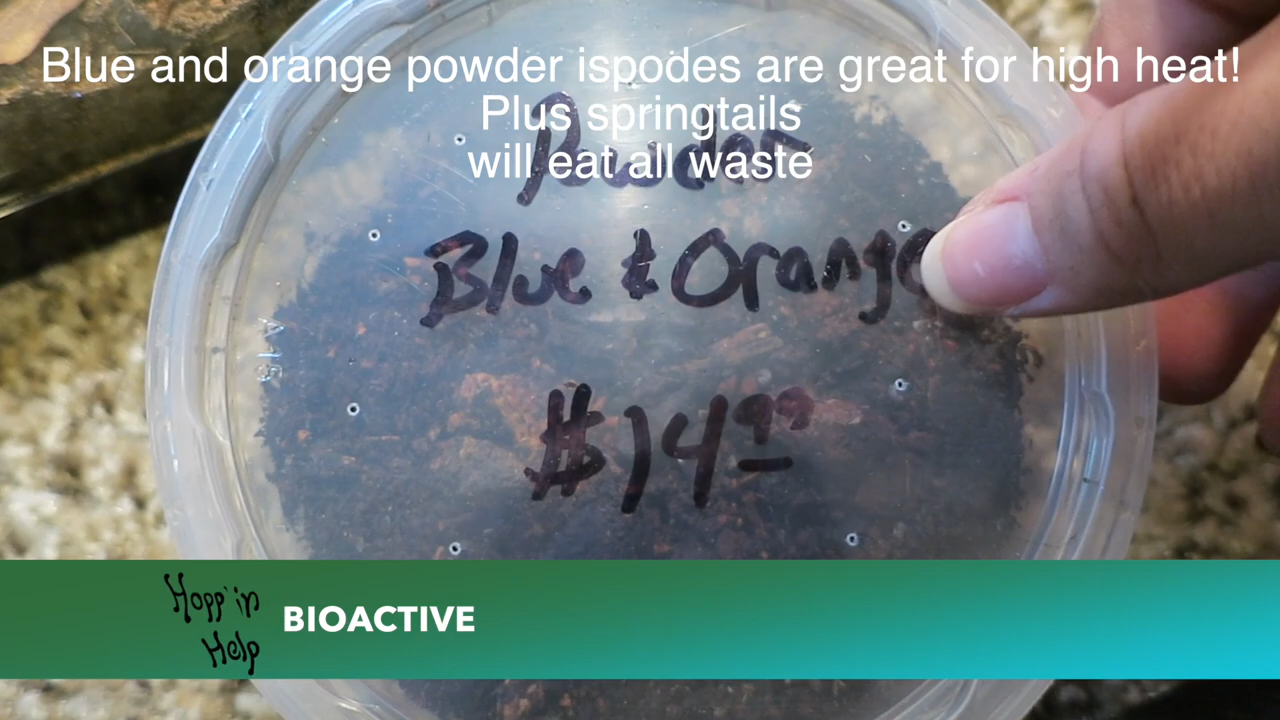 Blue and orange powder ispodes are great for high heat!
Plus springtails
will eat all waste
Powder
Blue & Orange
$14.99
Hopp'in
Help
BIOACTIVE